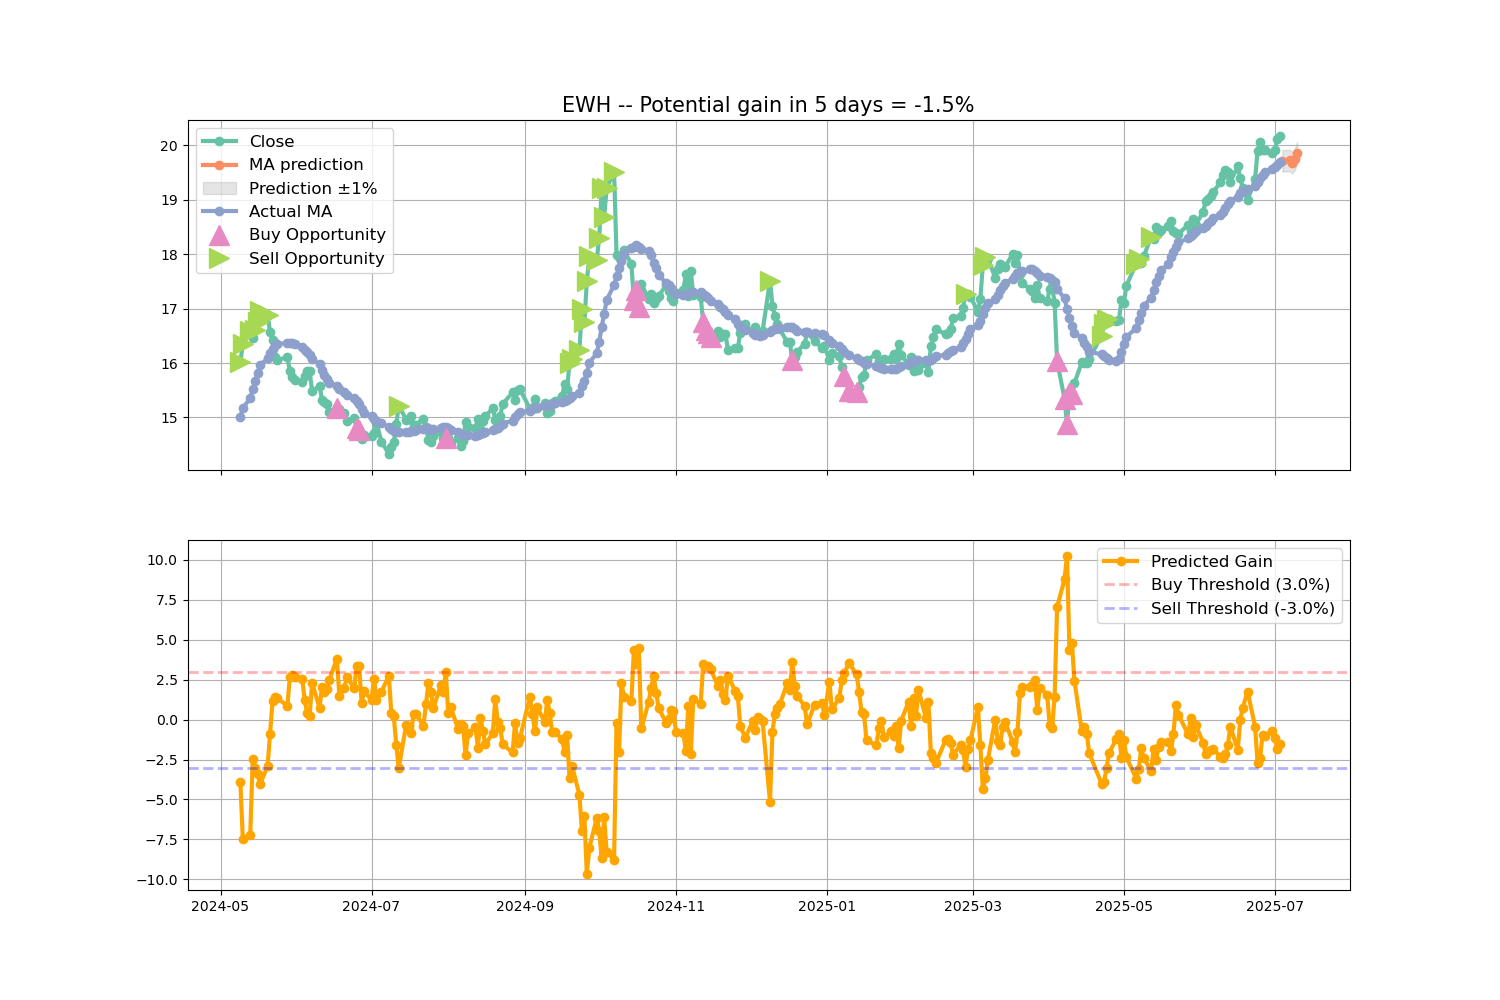 EWH -- Potential gain in 5 days = -1.5%
Close
MA prediction
Prediction ±1%
Actual MA
Buy Opportunity
Sell Opportunity
20
19
18
17
16
15
Predicted Gain
Buy Threshold (3.0%)
Sell Threshold (-3.0%)
10.0
7.5
5.0
2.5
0.0
−2.5
−5.0
−7.5
−10.0
2024-05 2024-07 2024-09 2024-11 2025-01 2025-03 2025-05 2025-07